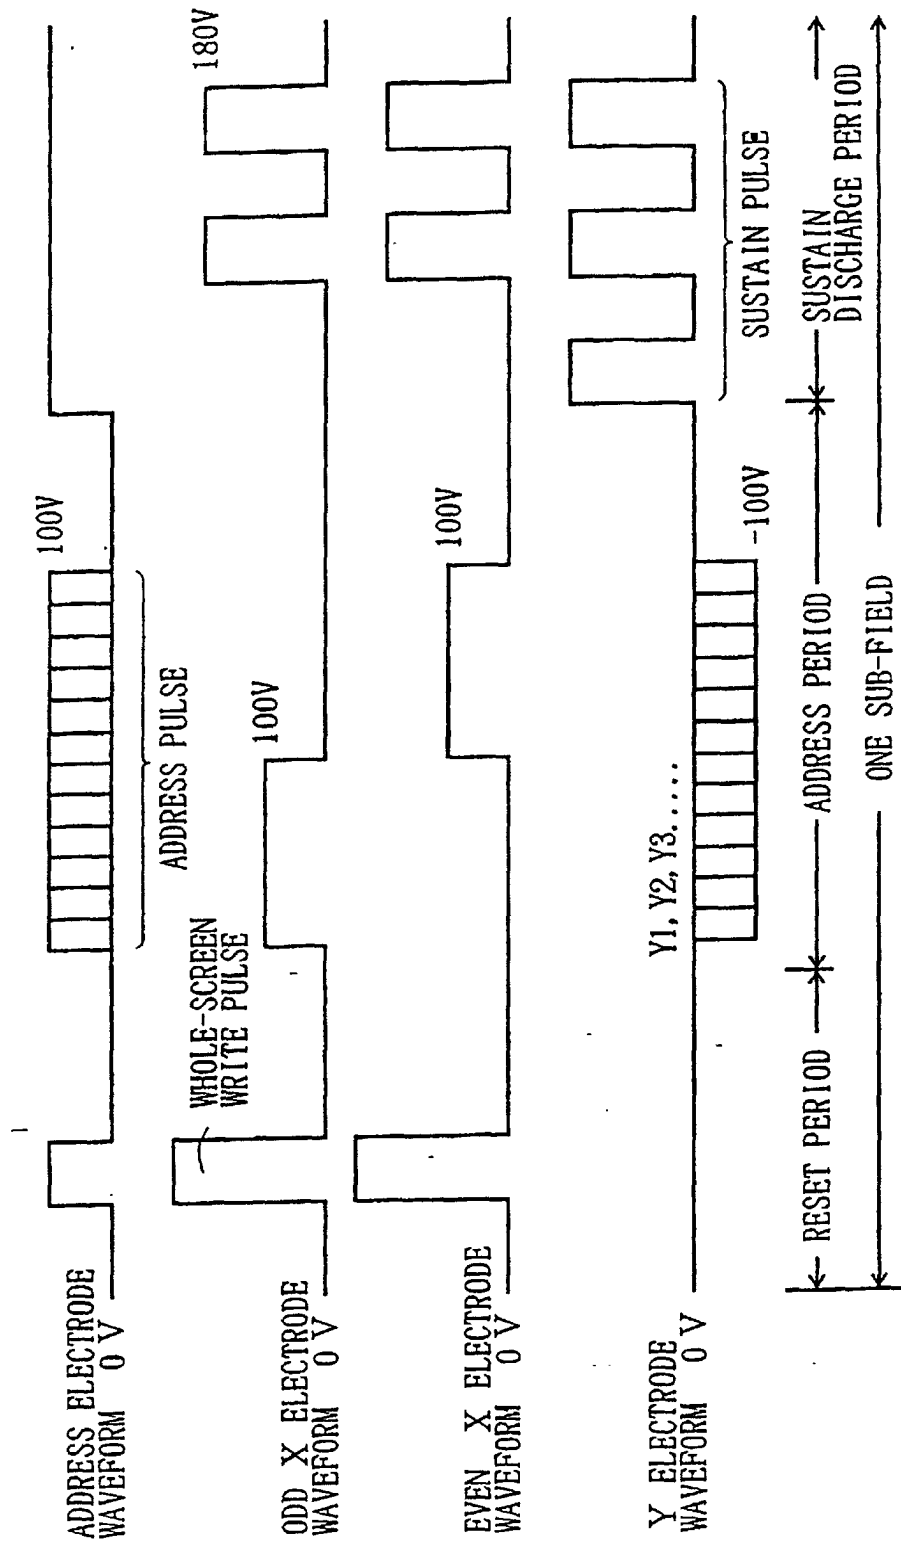 ADDRESS ELECTRODE
WAVEFORM 0 V
100V
ADDRESS PULSE
ODD X ELECTRODE
WAVEFORM 0 V
WHOLE-SCREEN
WRITE PULSE
100V
180V
EVEN X ELECTRODE
WAVEFORM 0 V
100V
Y ELECTRODE
WAVEFORM 0 V
Y1, Y2, Y3.....
-100V
SUSTAIN PULSE
RESET PERIOD
ADDRESS PERIOD
SUSTAIN
DISCHARGE PERIOD
ONE SUB-FIELD